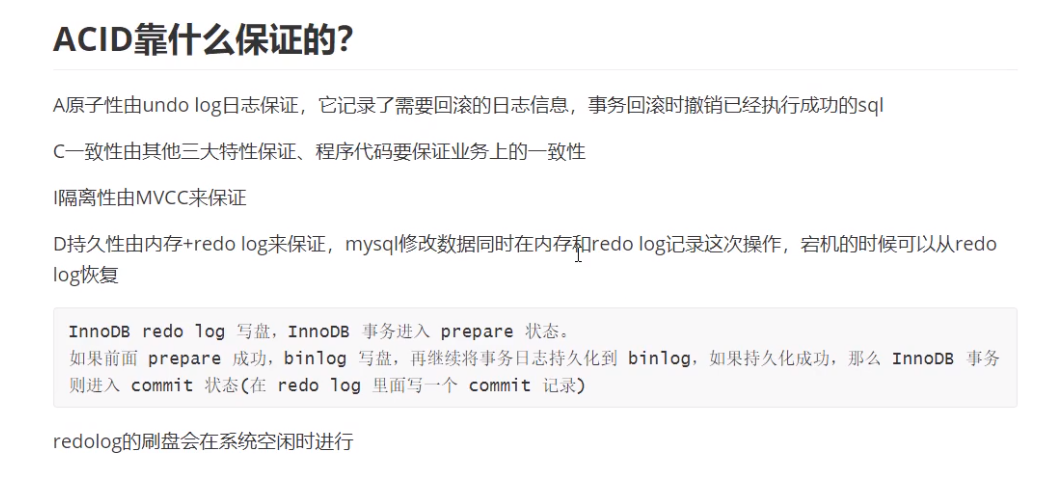 ACID靠什么保证的?
A原子性由undo log日志保证，它记录了需要回滚的日志信息，事务回滚时撤销已经执行成功的sql
C一致性由其他三大特性保证、程序代码要保证业务上的一致性
I隔离性由MVCC来保证
D持久性由内存+redo log来保证，mysql修改数据同时在内存和redo log记录这次操作，宕机的时候可以从redo
log恢复
InnoDB redo log 写盘，InnoDB 事务进入 prepare 状态。
如果前面 prepare 成功，binlog 写盘，再继续将事务日志持久化到 binlog，如果持久化成功，那么 InnoDB 事务
则进入 commit 状态(在 redo log 里面写一个 commit 记录)
redolog的刷盘会在系统空闲时进行